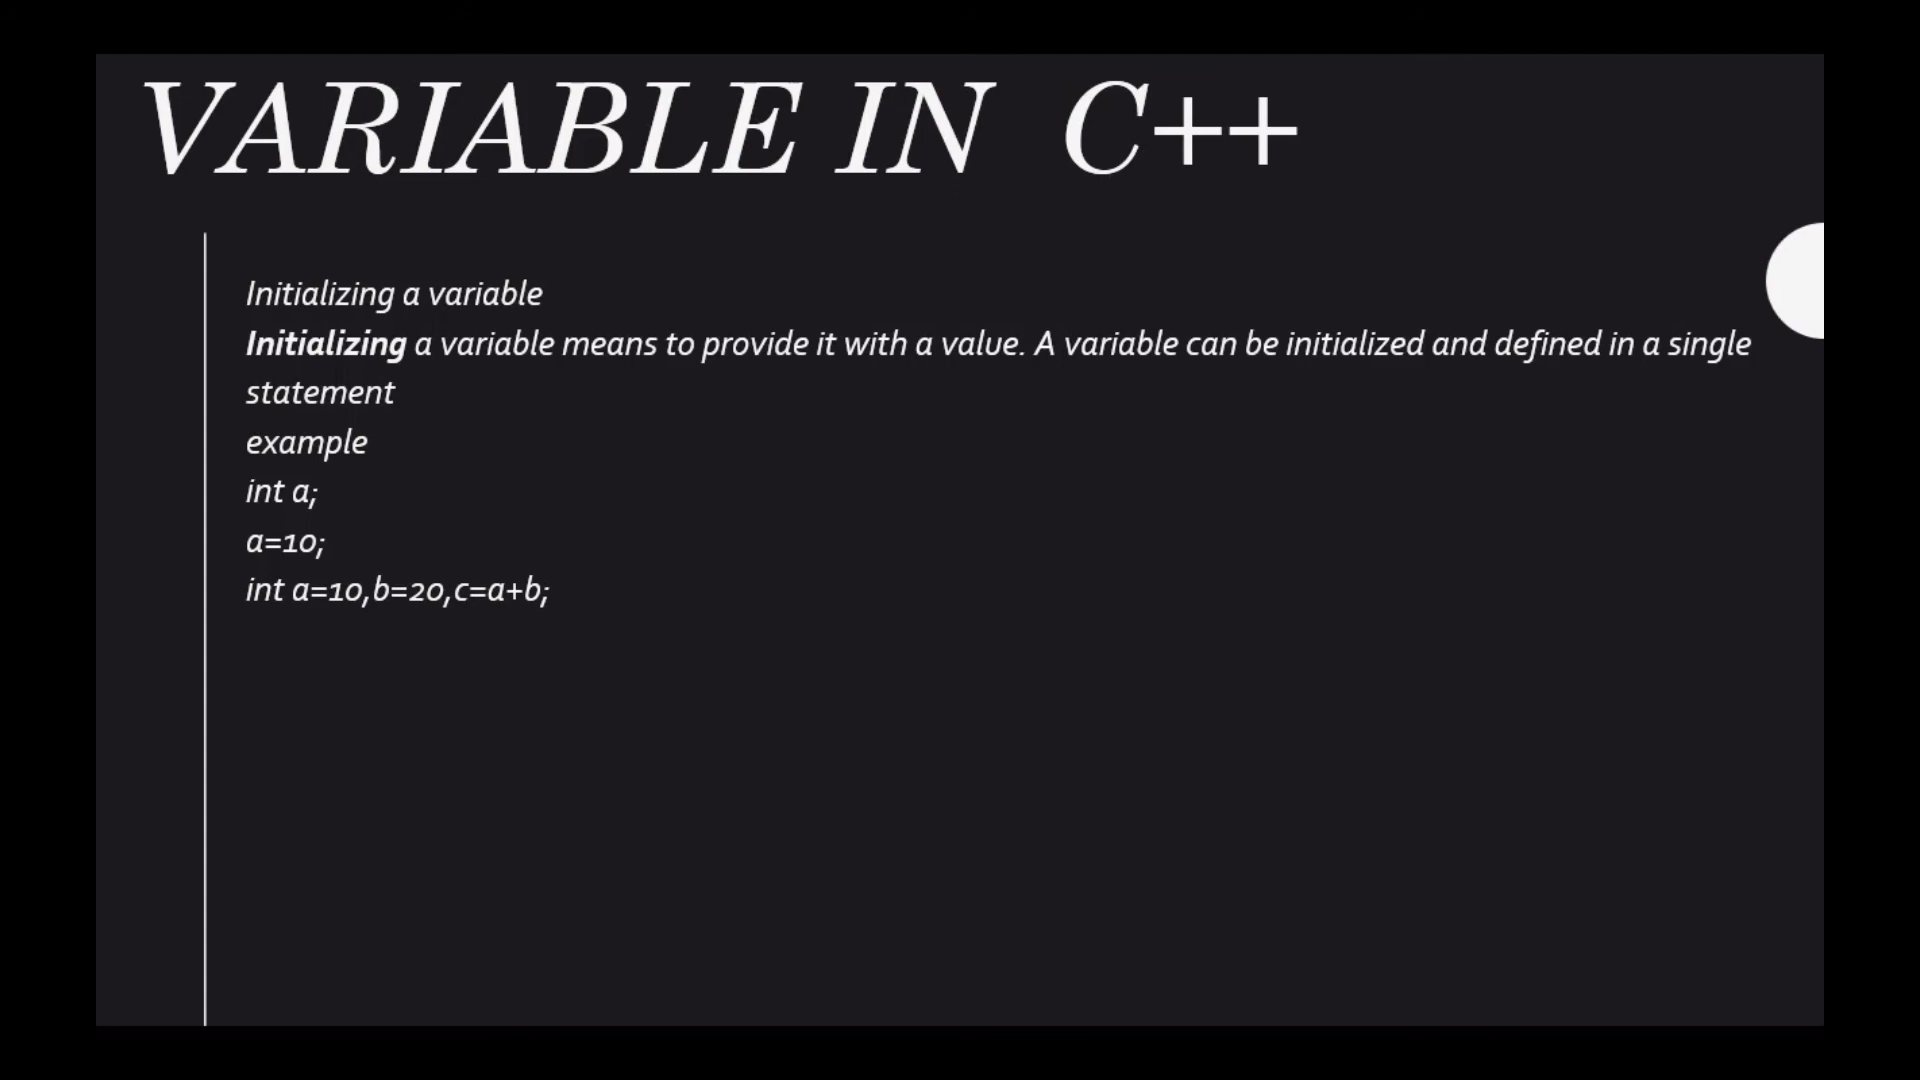 VARIABLE IN C++
Initializing a variable
Initializing a variable means to provide it with a value. A variable can be initialized and defined in a single
statement
example
int a;
a=10;
int a=10,b=20,c=a+b;